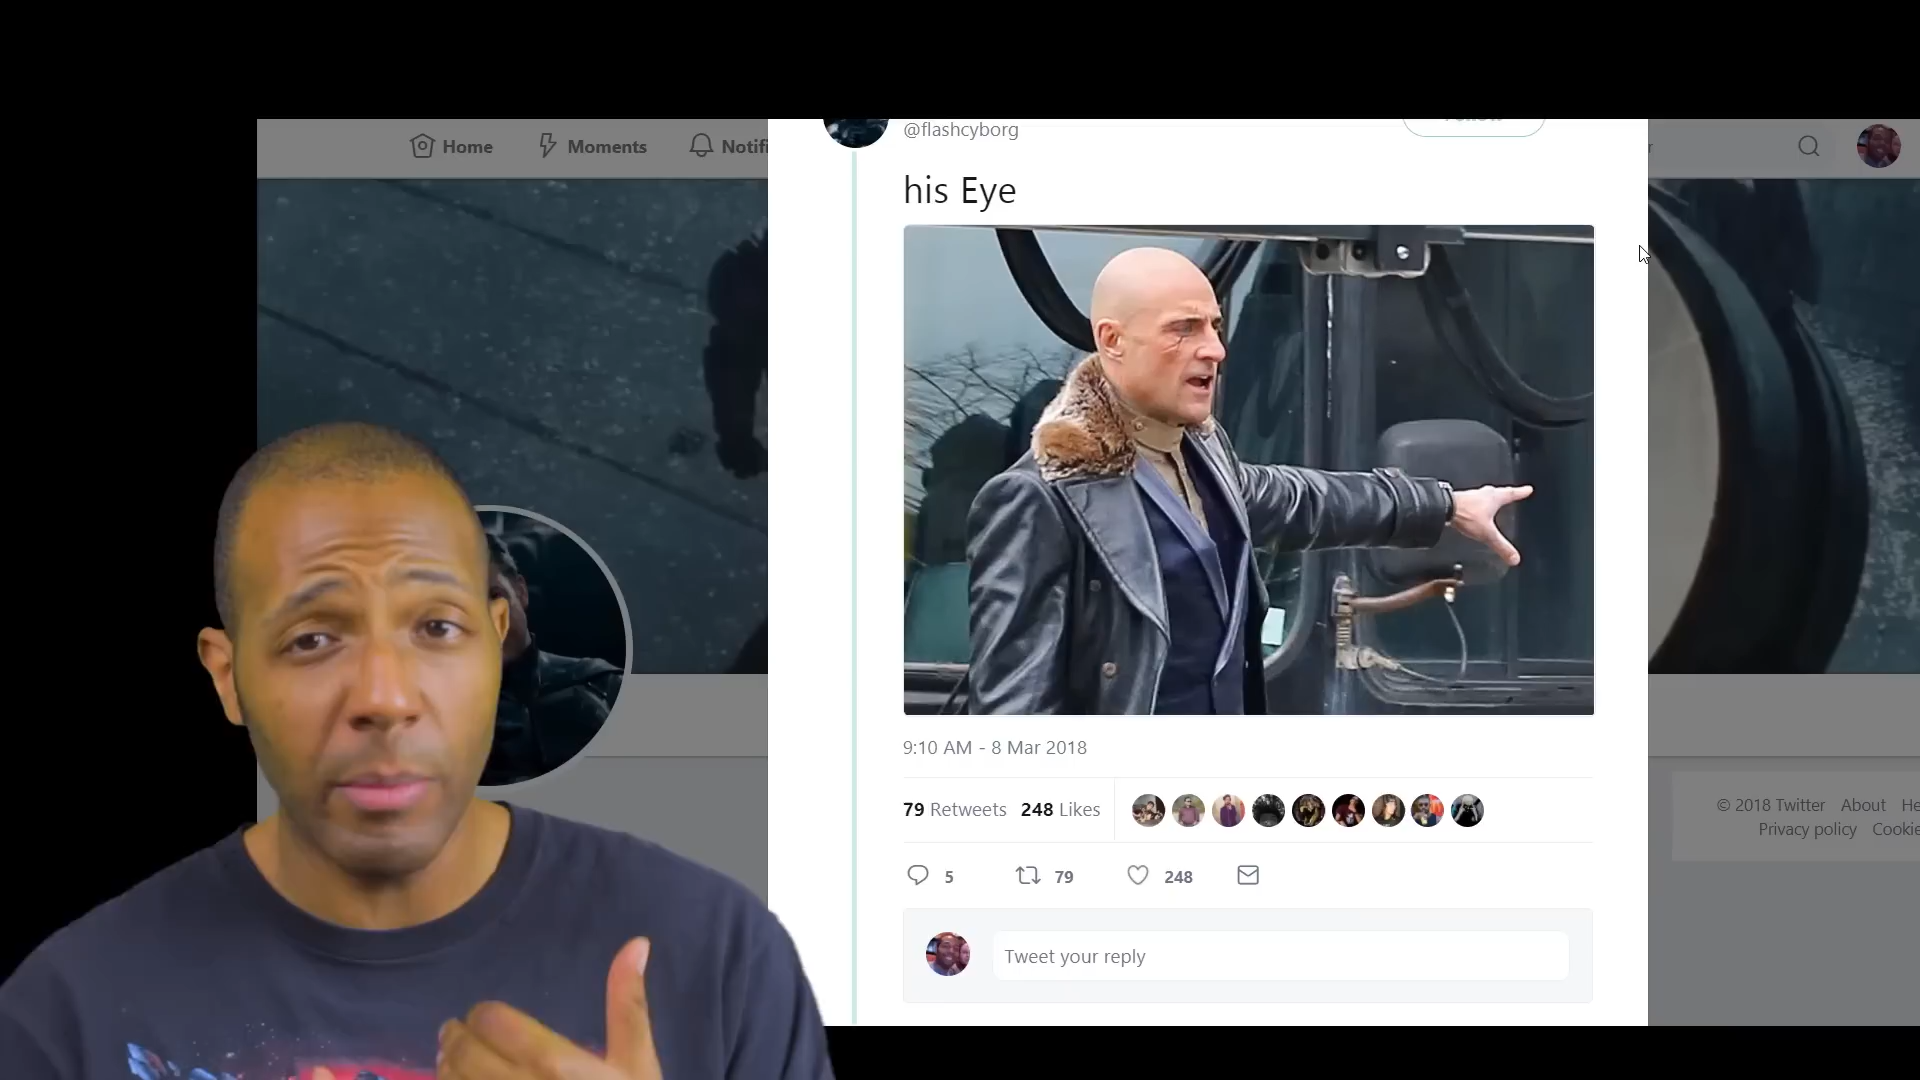 Home
Moments
Notifi
@flashcyborg
his Eye
9:10 AM - 8 Mar 2018
79 Retweets 248 Likes
5
79
248
Tweet your reply
© 2018 Twitter About He
Privacy policy Cookie